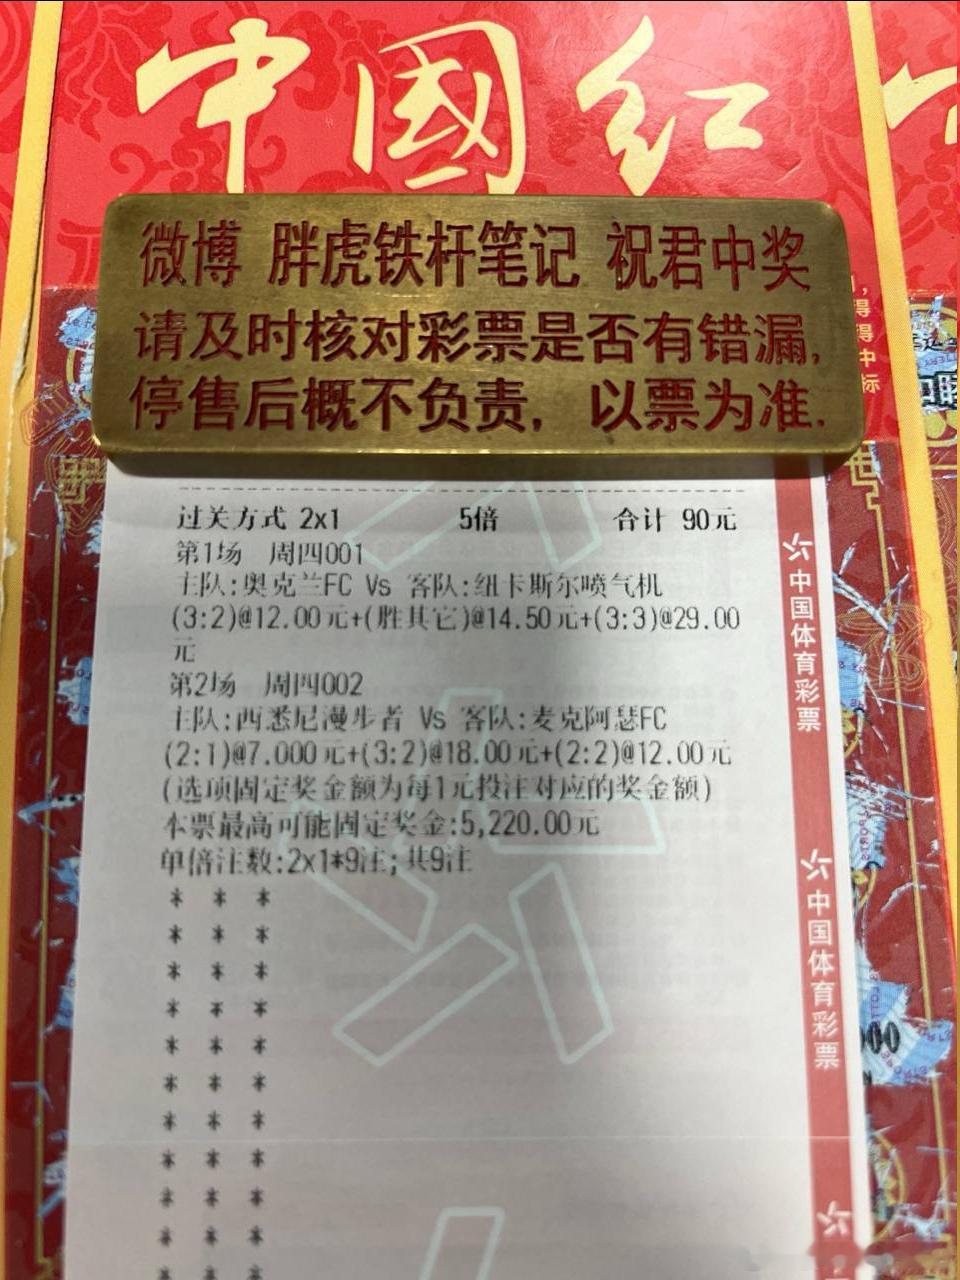 中國红
微博 胖虎铁杆笔记 祝君中奖
请及时核对彩票是否有错漏,
停售后概不负责, 以票为准.
过关方式 2x1 5倍 合计 90元
第1场 周四001
主队:奥克兰FC Vs 客队:纽卡斯尔喷气机
(3:2)@12.00元+(胜其它)@14.50元+(3:3)@29.00
元
第2场 周四002
主队:西悉尼漫步者 Vs 客队:麦克阿瑟FC
(2:1)@7.000元+(3:2)@18.00元+(2:2)@12.00元
(选项固定奖金额为每1元投注对应的奖金额)
本票最高可能固定奖金:5,220.00元
单倍注数:2x1*9注; 共9注
* * *
* * *
* * *
* * *
* * *
* * *
* * *
* * *
* * *
* * *
* * *
中国体育彩票
中国体育彩票